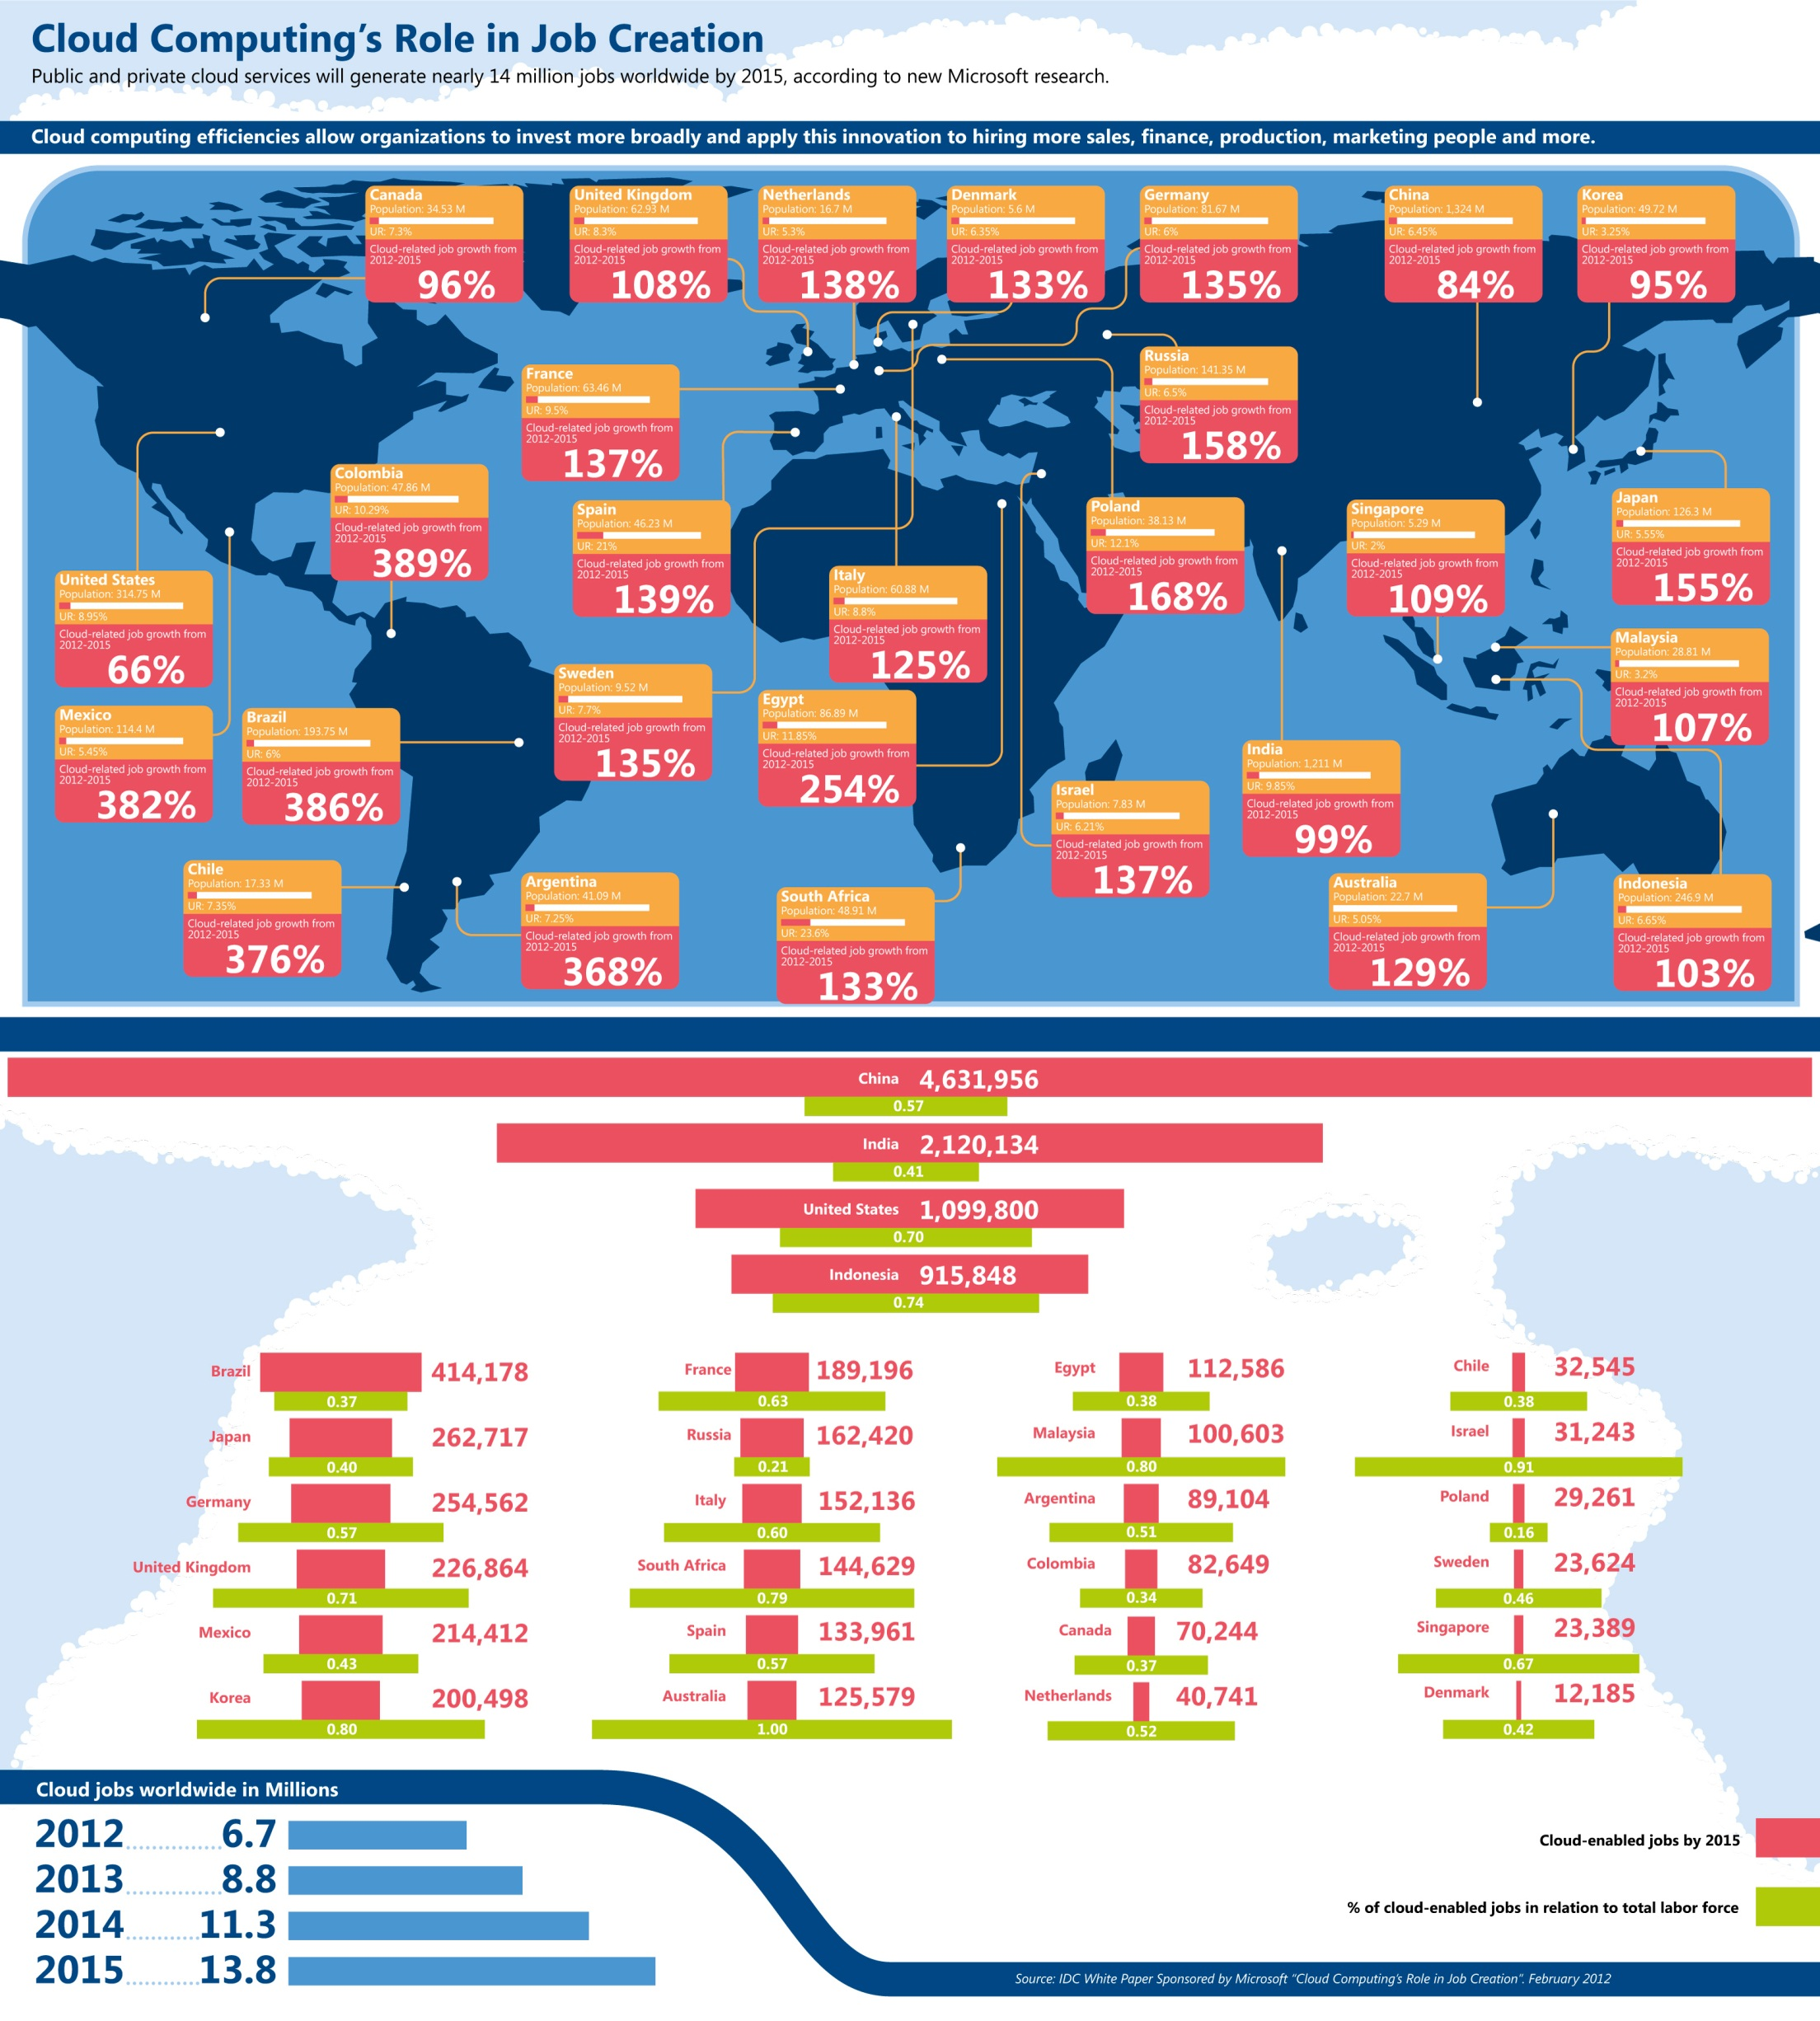 Cloud Computing's Role in Job Creation
Public and private cloud services will generate nearly 14 million jobs worldwide by 2015, according to new Microsoft research.
Cloud computing efficiencies allow organizations to invest more broadly and apply this innovation to hiring more sales, finance, production, marketing people and more.
Canada
Population: 34.53 M
UR: 7.3%
Cloud-related job growth from
2012-2015
96%
United Kingdom
Population: 62.93 M
UR: 8.3%
Cloud-related job growth from
2012-2015
108%
Netherlands
Population: 16.7 M
UR: 5.3%
Cloud-related job growth from
2012-2015
138%
Denmark
Population: 5.6 M
UR: 6.35%
Cloud-related job growth from
2012-2015
133%
Germany
Population: 81.67 M
UR: 6%
Cloud-related job growth from
2012-2015
135%
China
Population: 1,324 M
UR: 6.45%
Cloud-related job growth from
2012-2015
84%
Korea
Population: 49.72 M
UR: 3.25%
Cloud-related job growth from
2012-2015
95%
Russia
Population: 141.35 M
UR: 6.5%
Cloud-related job growth from
2012-2015
158%
France
Population: 63.46 M
UR: 9.5%
Cloud-related job growth from
2012-2015
137%
Colombia
Population: 47.86 M
UR: 10.29%
Cloud-related job growth from
2012-2015
389%
Spain
Population: 46.23 M
UR: 21%
Cloud-related job growth from
2012-2015
139%
Poland
Population: 38.13 M
UR: 12.1%
Cloud-related job growth from
2012-2015
168%
Singapore
Population: 5.29 M
UR: 2%
Cloud-related job growth from
2012-2015
109%
Japan
Population: 126.3 M
UR: 5.55%
Cloud-related job growth from
2012-2015
155%
United States
Population: 314.75 M
UR: 8.95%
Cloud-related job growth from
2012-2015
66%
Italy
Population: 60.88 M
UR: 8.8%
Cloud-related job growth from
2012-2015
125%
Malaysia
Population: 28.81 M
UR: 3.2%
Cloud-related job growth from
2012-2015
107%
Sweden
Population: 9.52 M
UR: 7.7%
Cloud-related job growth from
2012-2015
135%
Egypt
Population: 86.89 M
UR: 11.85%
Cloud-related job growth from
2012-2015
254%
Mexico
Population: 114.4 M
UR: 5.45%
Cloud-related job growth from
2012-2015
382%
Brazil
Population: 193.75 M
UR: 6%
Cloud-related job growth from
2012-2015
386%
India
Population: 1,211 M
UR: 9.85%
Cloud-related job growth from
2012-2015
99%
Israel
Population: 7.83 M
UR: 6.21%
Cloud-related job growth from
2012-2015
137%
Chile
Population: 17.33 M
UR: 7.35%
Cloud-related job growth from
2012-2015
376%
Argentina
Population: 41.09 M
UR: 7.25%
Cloud-related job growth from
2012-2015
368%
South Africa
Population: 48.91 M
UR: 23.6%
Cloud-related job growth from
2012-2015
133%
Australia
Population: 22.7 M
UR: 5.05%
Cloud-related job growth from
2012-2015
129%
Indonesia
Population: 246.9 M
UR: 6.65%
Cloud-related job growth from
2012-2015
103%
China 4,631,956
0.57
India 2,120,134
0.41
United States 1,099,800
0.70
Indonesia 915,848
0.74
Brazil 414,178
0.37
Japan 262,717
0.40
Germany 254,562
0.57
United Kingdom 226,864
0.71
Mexico 214,412
0.43
Korea 200,498
0.80
France 189,196
0.63
Russia 162,420
0.21
Italy 152,136
0.60
South Africa 144,629
0.79
Spain 133,961
0.57
Australia 125,579
1.00
Egypt 112,586
0.38
Malaysia 100,603
0.80
Argentina 89,104
0.51
Colombia 82,649
0.34
Canada 70,244
0.37
Netherlands 40,741
0.52
Chile 32,545
0.38
Israel 31,243
0.91
Poland 29,261
0.16
Sweden 23,624
0.46
Singapore 23,389
0.67
Denmark 12,185
0.42
Cloud jobs worldwide in Millions
2012 6.7
2013 8.8
2014 11.3
2015 13.8
Cloud-enabled jobs by 2015
% of cloud-enabled jobs in relation to total labor force
Source: IDC White Paper Sponsored by Microsoft "Cloud Computing's Role in Job Creation". February 2012